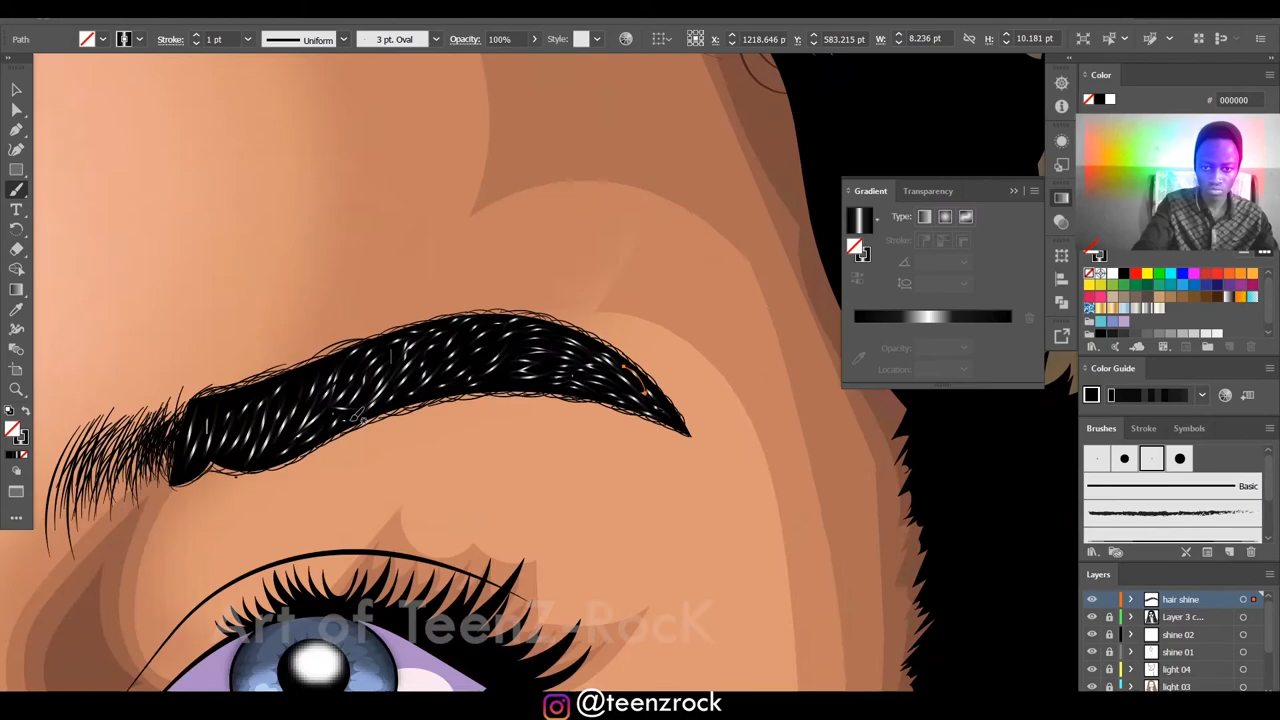 Path
Stroke:
1 pt
Uniform
3 pt. Oval
Opacity:
100%
Style:
X:
1218.646 p
Y:
583.215 pt
W:
8.236 pt
H:
10.181 pt
Color
#
000000
Gradient
Transparency
Type:
Stroke:
Opacity:
Location:
Color Guide
Brushes
Stroke
Symbols
Basic
Layers
hair shine
Layer 3 c...
shine 02
shine 01
light 04
light 03
Art of TeenZ-RocK
@teenzrock